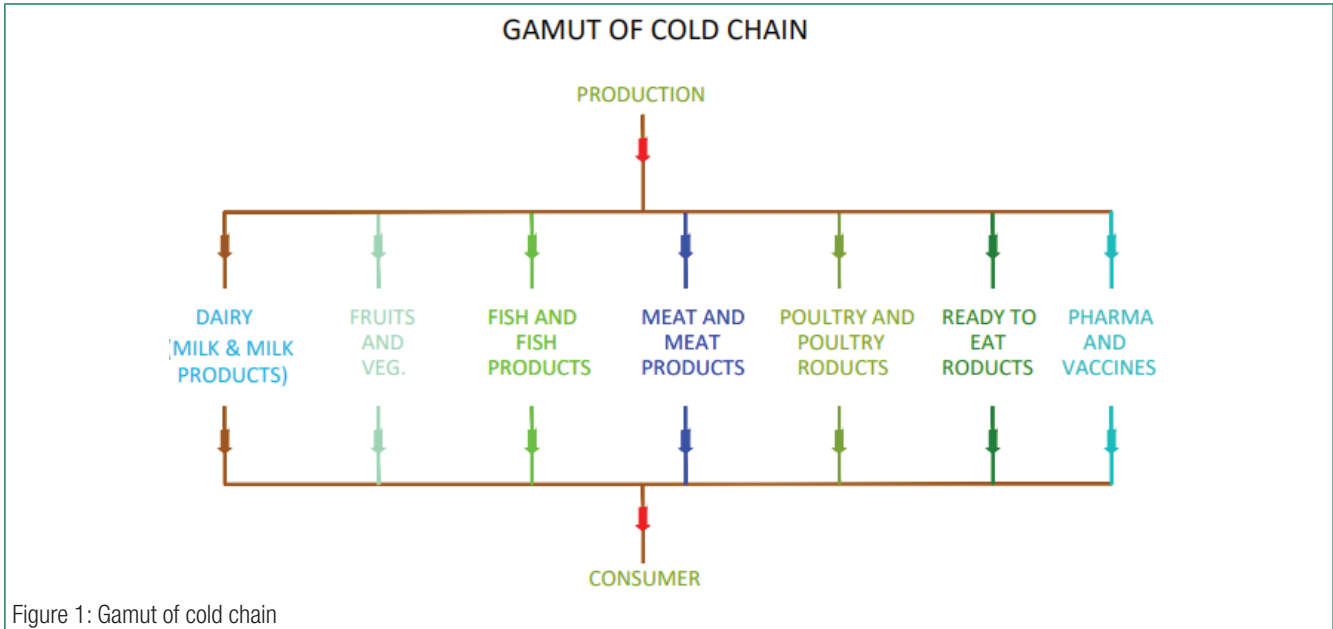 GAMUT OF COLD CHAIN
PRODUCTION
DAIRY
(MILK & MILK
PRODUCTS)
FRUITS
AND
VEG.
FISH AND
FISH
PRODUCTS
MEAT AND
MEAT
PRODUCTS
POULTRY AND
POULTRY
RODUCTS
READY TO
EAT
RODUCTS
PHARMA
AND
VACCINES
CONSUMER
Figure 1: Gamut of cold chain